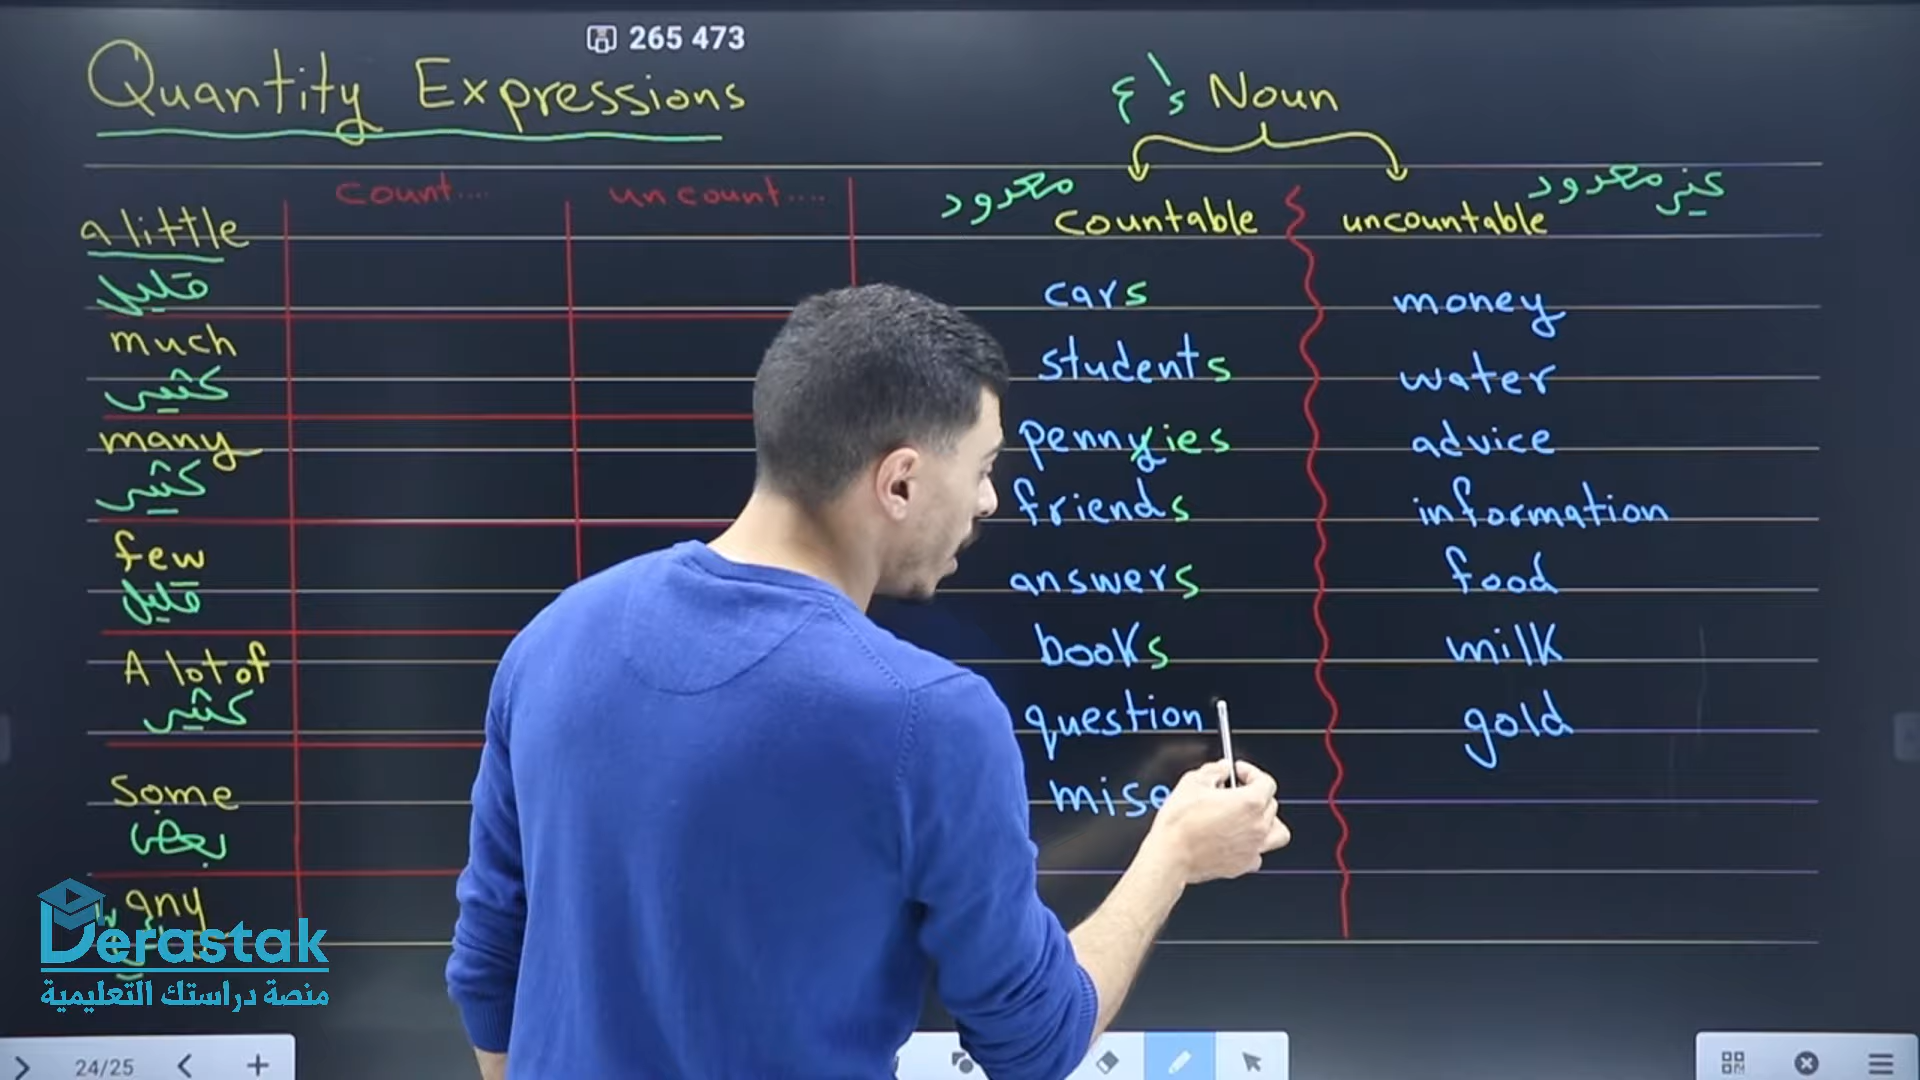 265 473
Quantity Expressions
اسم Noun
count....
uncount....
معدود
countable
uncountable
غير معدود
a little
قليل
much
كثير
many
كثير
few
قليل
A lot of
كثير
some
بعض
any
cars
students
pennyies
friends
answers
books
question
money
water
advice
information
food
milk
gold
Derastak
منصة دراستك التعليمية
24/25